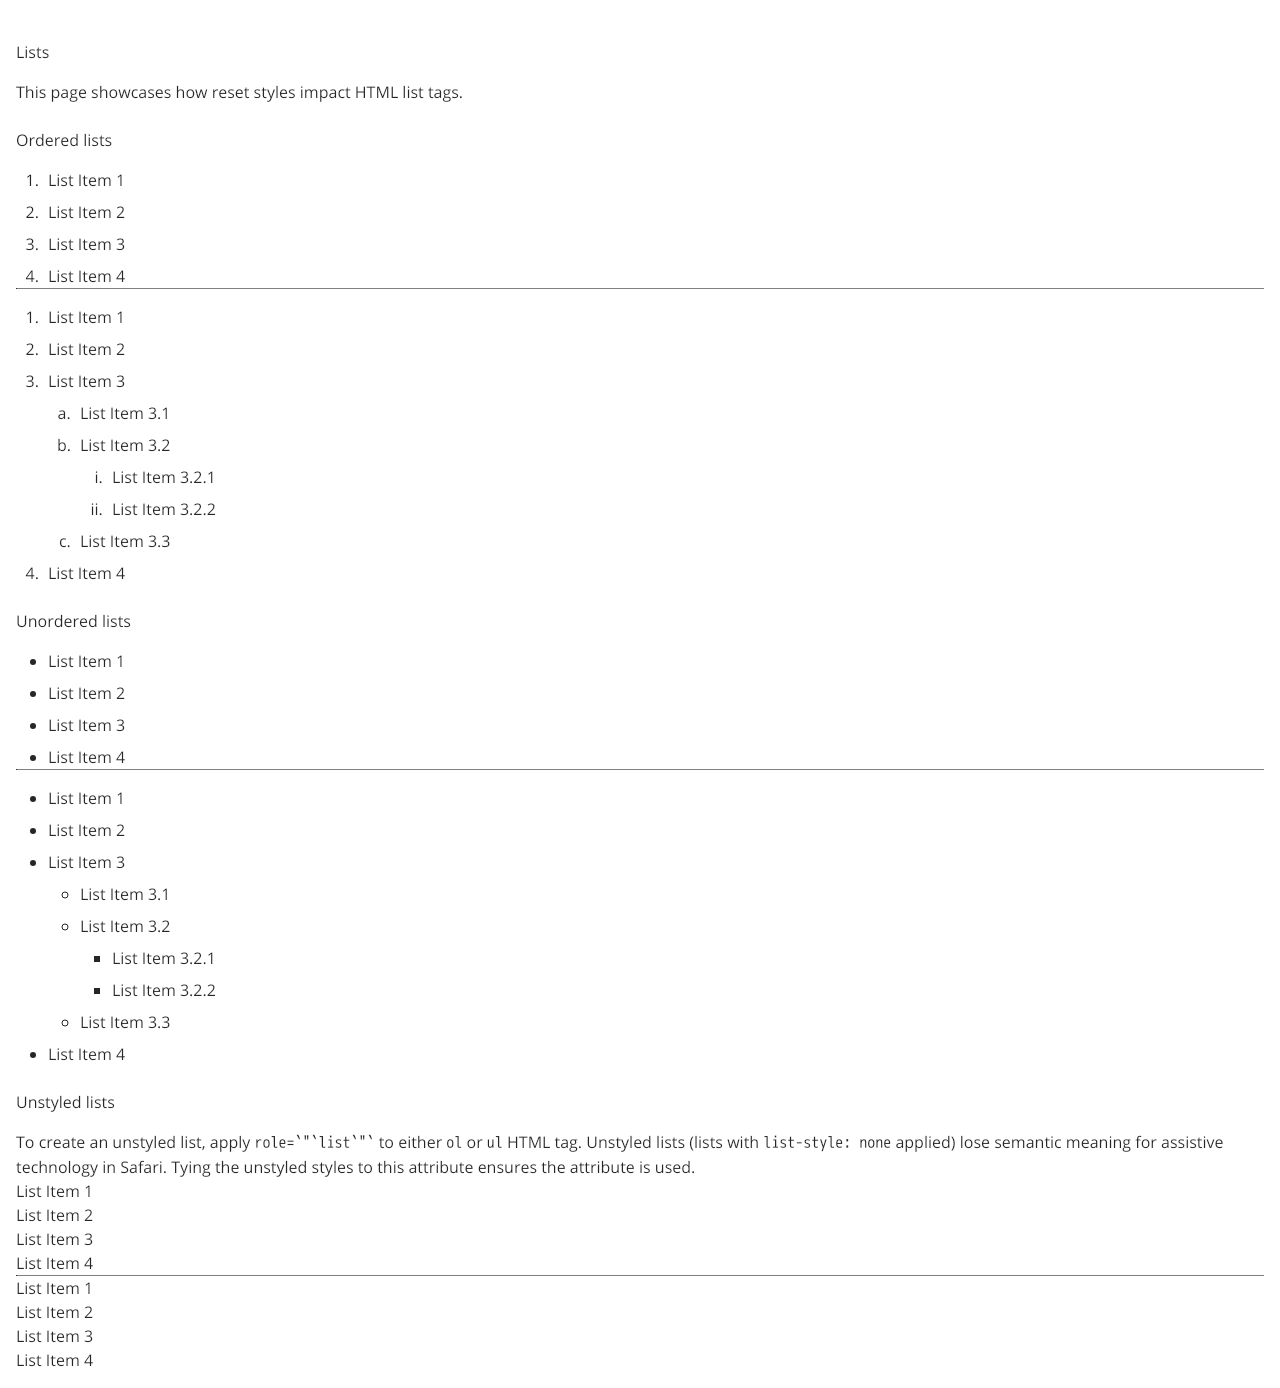 Lists
This page showcases how reset styles impact HTML list tags.
Ordered lists
1. List Item 1
2. List Item 2
3. List Item 3
4. List Item 4
1. List Item 1
2. List Item 2
3. List Item 3
a. List Item 3.1
b. List Item 3.2
i. List Item 3.2.1
ii. List Item 3.2.2
c. List Item 3.3
4. List Item 4
Unordered lists
• List Item 1
• List Item 2
• List Item 3
• List Item 4
• List Item 1
• List Item 2
• List Item 3
◦ List Item 3.1
◦ List Item 3.2
▪ List Item 3.2.1
▪ List Item 3.2.2
◦ List Item 3.3
• List Item 4
Unstyled lists
To create an unstyled list, apply role=`"`list`"` to either ol or ul HTML tag. Unstyled lists (lists with list-style: none applied) lose semantic meaning for assistive
technology in Safari. Tying the unstyled styles to this attribute ensures the attribute is used.
List Item 1
List Item 2
List Item 3
List Item 4
List Item 1
List Item 2
List Item 3
List Item 4